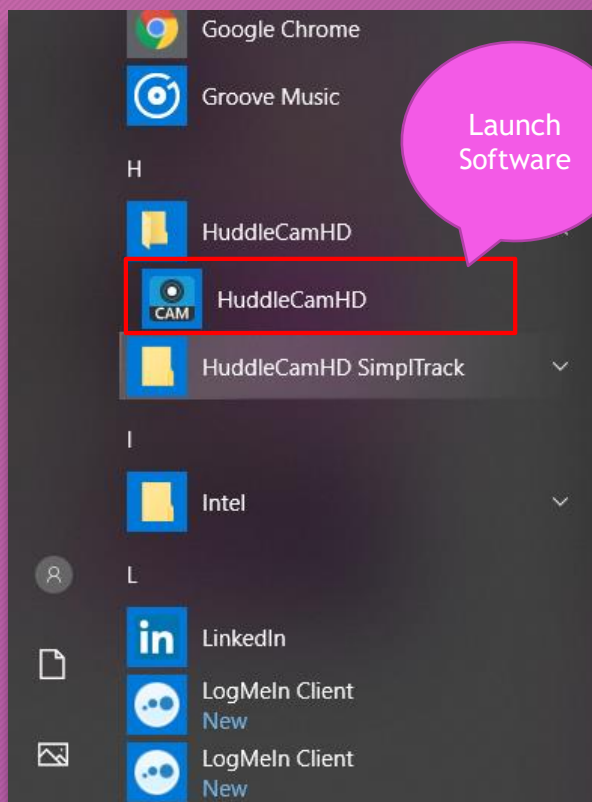 Google Chrome
Groove Music
Launch
Software
H
HuddleCamHD
CAM
HuddleCamHD
HuddleCamHD SimplTrack
I
Intel
L
in
LinkedIn
LogMeIn Client
New
LogMeIn Client
New